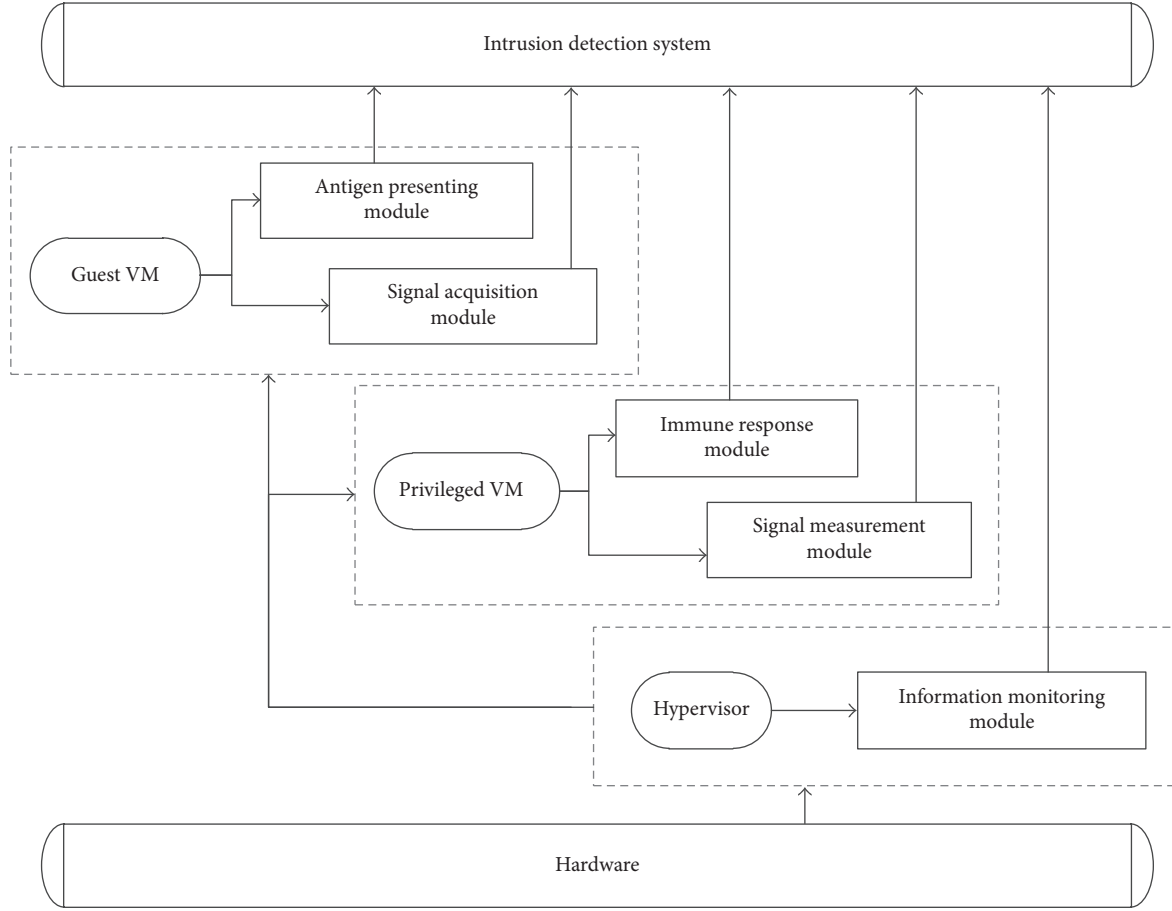 Intrusion detection system
Antigen presenting
module
Guest VM
Signal acquisition
module
Immune response
module
Privileged VM
Signal measurement
module
Hypervisor
Information monitoring
module
Hardware